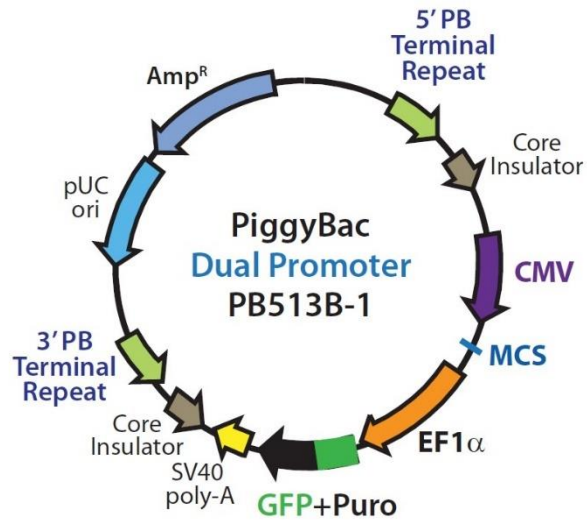 5' PB
Terminal
Repeat
Amp^R
Core
Insulator
pUC
ori
PiggyBac
Dual Promoter
PB513B-1
CMV
MCS
3' PB
Terminal
Repeat
Core
Insulator
EF1α
SV40
poly-A
GFP+Puro